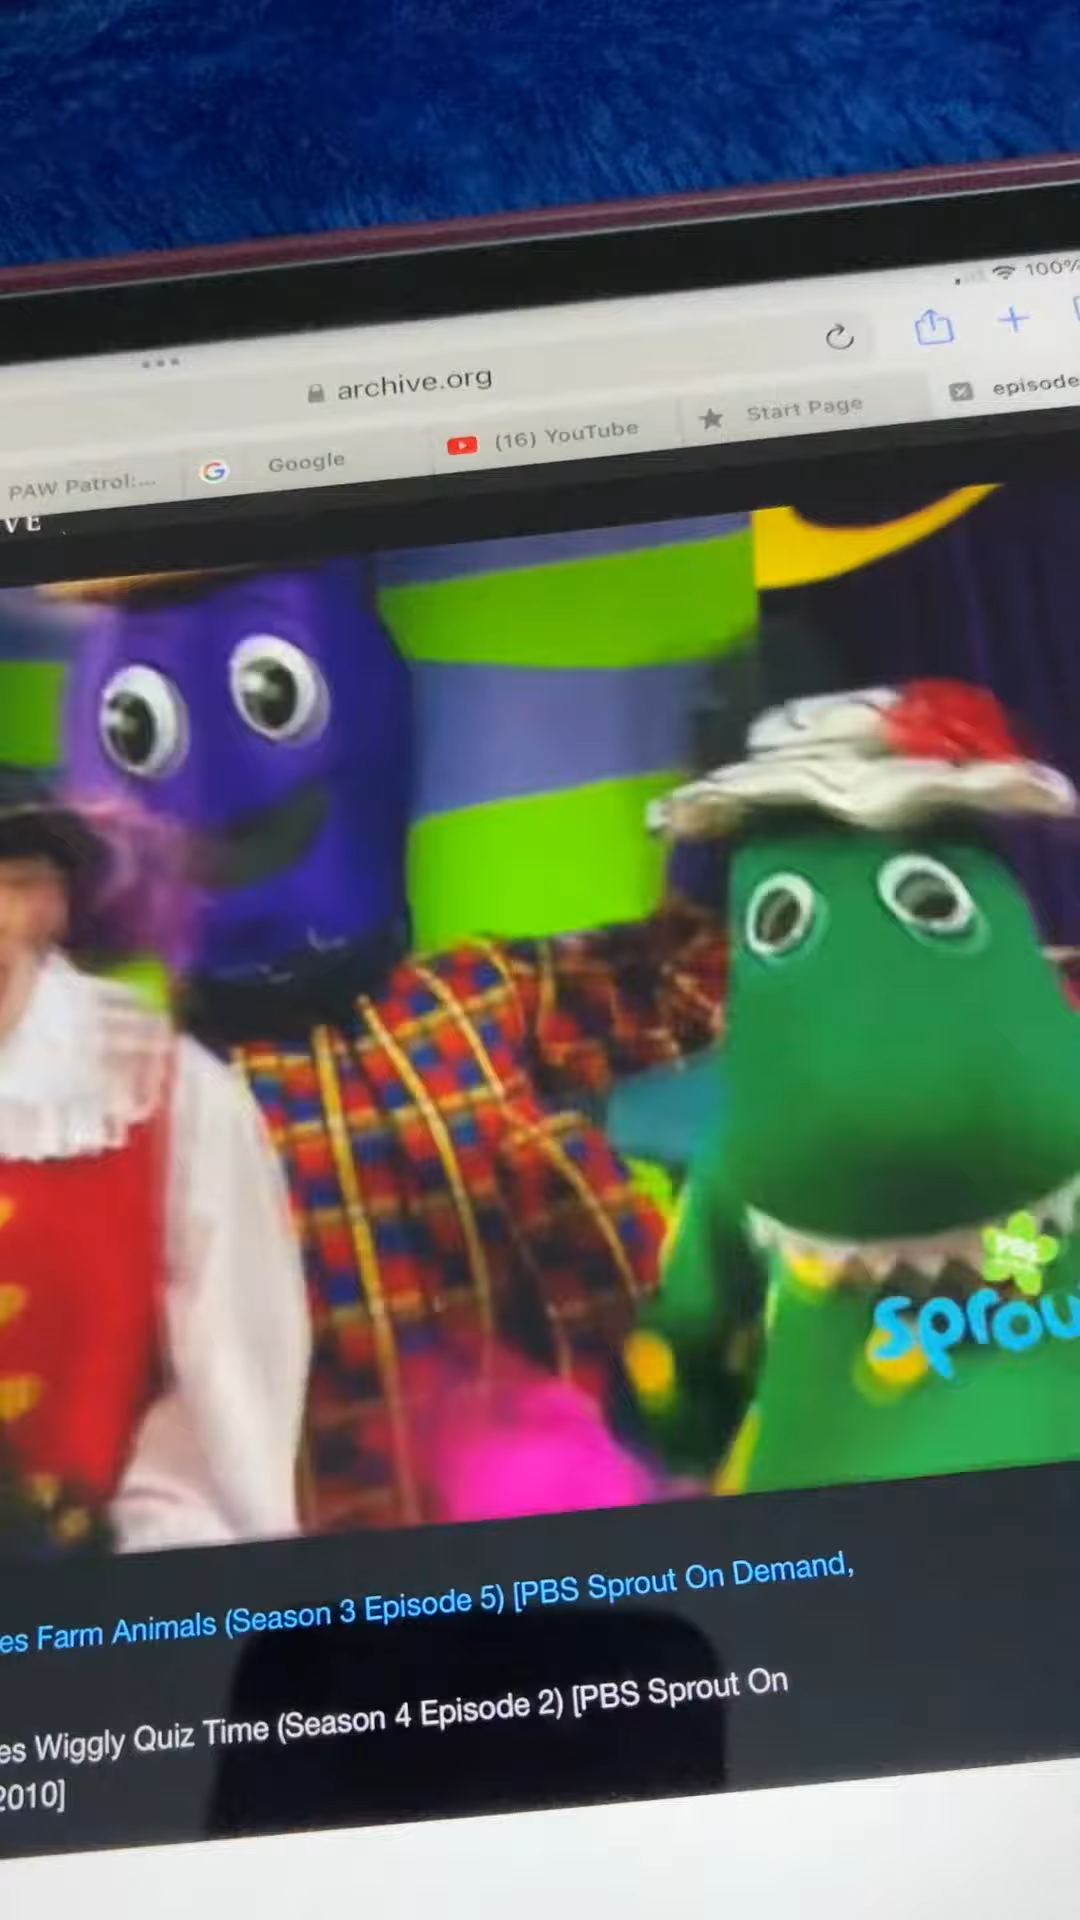 100%
archive.org
PAW Patrol:...
Google
(16) YouTube
Start Page
episode
VE
PBS
sprou
es Farm Animals (Season 3 Episode 5) [PBS Sprout On Demand,
es Wiggly Quiz Time (Season 4 Episode 2) [PBS Sprout On
2010]